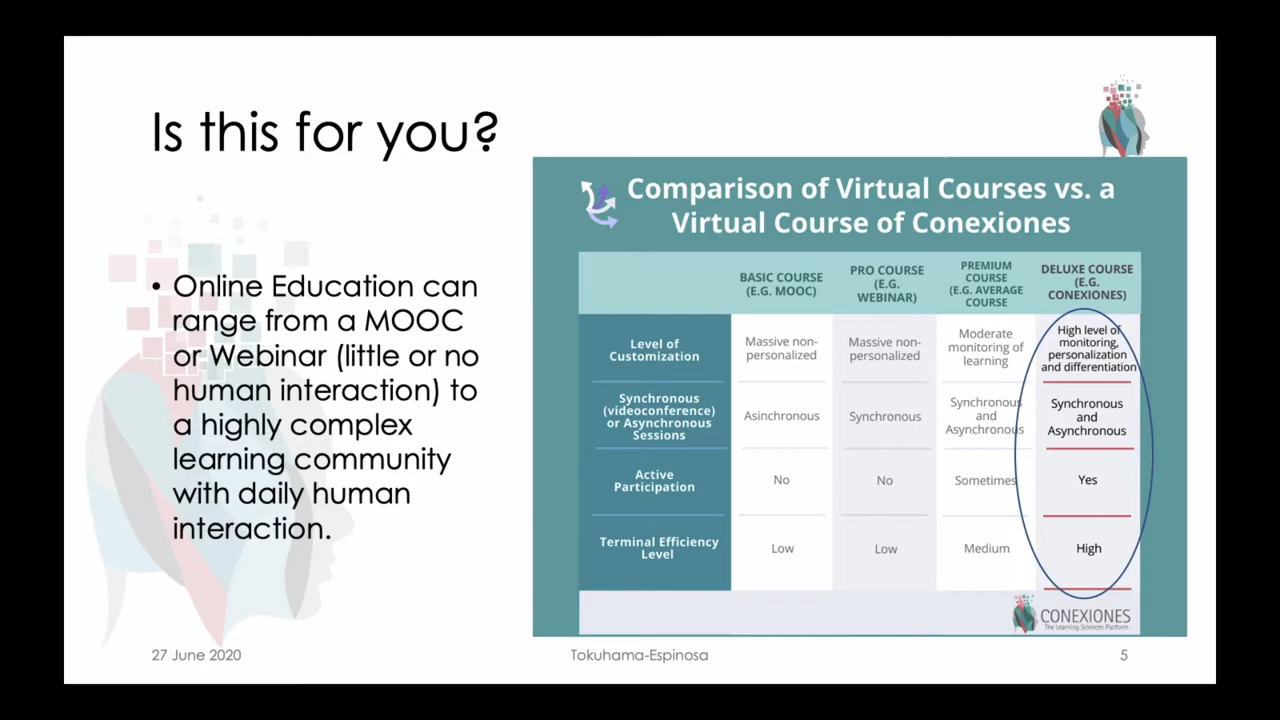 Is this for you?
• Online Education can
range from a MOOC
or Webinar (little or no
human interaction) to
a highly complex
learning community
with daily human
interaction.
Comparison of Virtual Courses vs. a
Virtual Course of Conexiones
BASIC COURSE
(E.G. MOOC)
PRO COURSE
(E.G.
WEBINAR)
PREMIUM
COURSE
(E.G. AVERAGE
COURSE
DELUXE COURSE
(E.G.
CONEXIONES)
Level of
Customization
Massive non-
personalized
Massive non-
personalized
Moderate
monitoring of
learning
High level of
monitoring,
personalization
and differentiation
Synchronous
(videoconference)
or Asynchronous
Sessions
Asinchronous
Synchronous
Synchronous
and
Asynchronous
Synchronous
and
Asynchronous
Active
Participation
No
No
Sometimes
Yes
Terminal Efficiency
Level
Low
Low
Medium
High
CONEXIONES
The Learning Sciences Platform
27 June 2020
Tokuhama-Espinosa
5